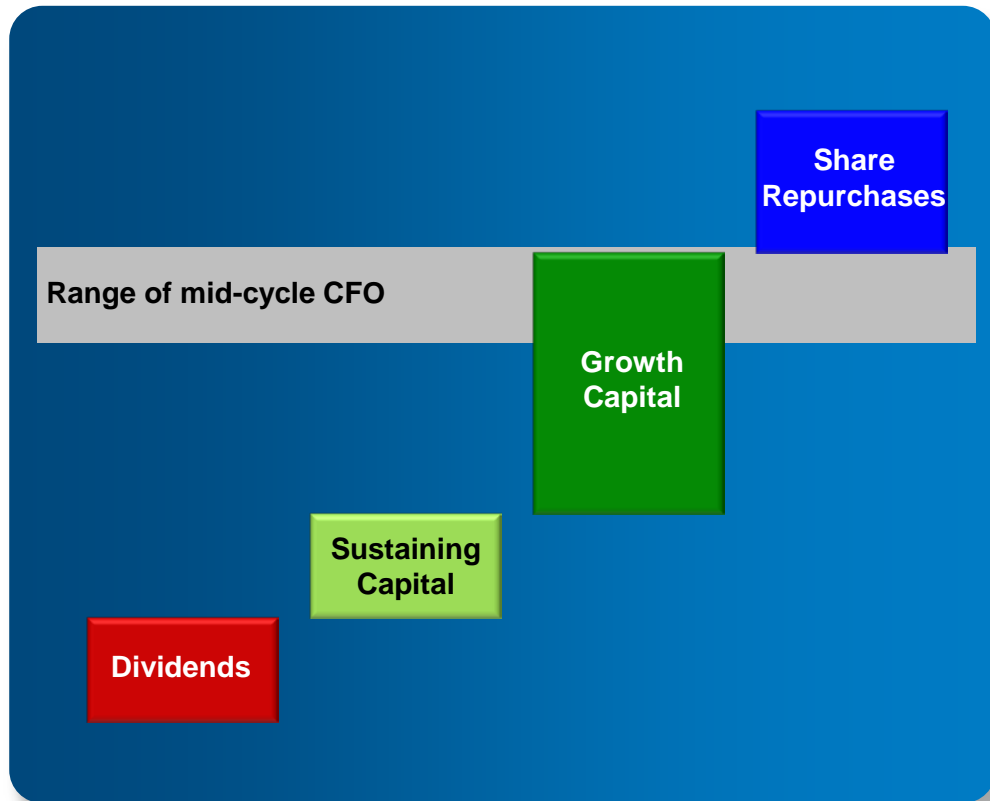 Share
Repurchases
Range of mid-cycle CFO
Growth
Capital
Sustaining
Capital
Dividends